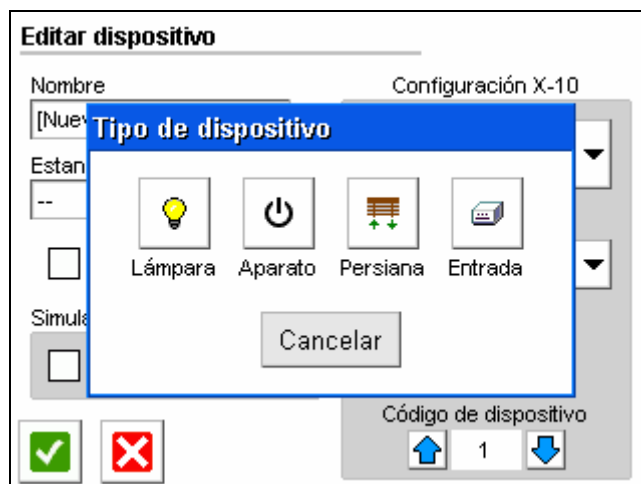 Editar dispositivo
Nombre
Configuración X-10
Tipo de dispositivo
--
Lámpara Aparato Persiana Entrada
Cancelar
Código de dispositivo
1